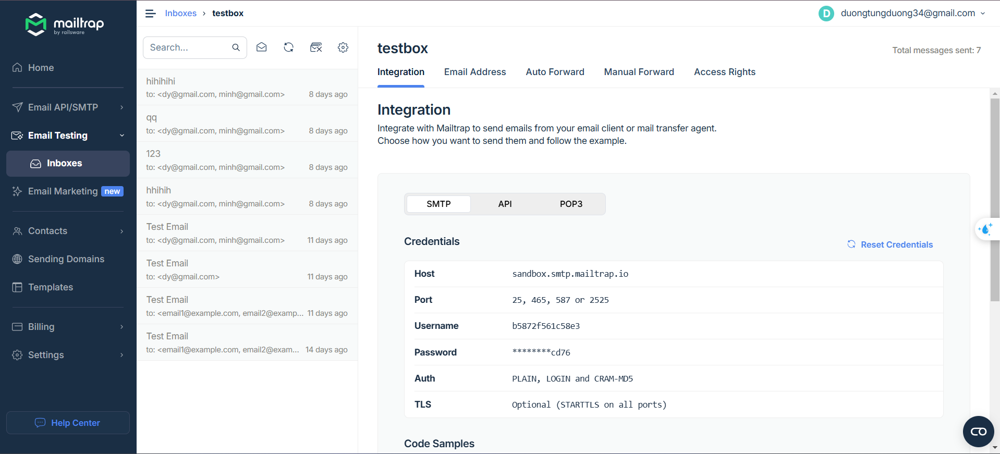 mailtrap
by railsware
Home
Email API/SMTP
Email Testing
Inboxes
Email Marketing new
Contacts
Sending Domains
Templates
Billing
Settings
Help Center
Inboxes › testbox
duongtungduong34@gmail.com
D
Search...
hihihihi
to: <dy@gmail.com, minh@gmail.com> 8 days ago
qq
to: <dy@gmail.com, minh@gmail.com> 8 days ago
123
to: <dy@gmail.com, minh@gmail.com> 8 days ago
hhihih
to: <dy@gmail.com, minh@gmail.com> 8 days ago
Test Email
to: <dy@gmail.com, minh@gmail.com> 11 days ago
Test Email
to: <dy@gmail.com> 11 days ago
Test Email
to: <email1@example.com, email2@examp... 11 days ago
Test Email
to: <email1@example.com, email2@exam... 14 days ago
testbox
Total messages sent: 7
Integration Email Address Auto Forward Manual Forward Access Rights
Integration
Integrate with Mailtrap to send emails from your email client or mail transfer agent.
Choose how you want to send them and follow the example.
SMTP API POP3
Credentials
Reset Credentials
Host sandbox.smtp.mailtrap.io
Port 25, 465, 587 or 2525
Username b5872f561c58e3
Password ********cd76
Auth PLAIN, LOGIN and CRAM-MD5
TLS Optional (STARTTLS on all ports)
Code Samples